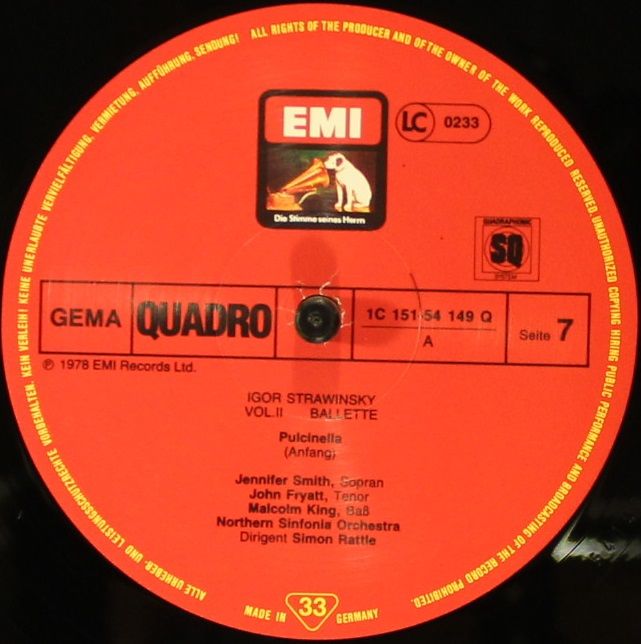 ALLE URHEBER- UND LEISTUNGSSCHUTZRECHTE VORBEHALTEN. KEIN VERLEIH! KEINE UNERLAUBTE VERVIELFÄLTIGUNG, VERMIETUNG, AUFFÜHRUNG, SENDUNG!
ALL RIGHTS OF THE PRODUCER AND OF THE OWNER OF THE WORK REPRODUCED RESERVED. UNAUTHORIZED COPYING HIRING PUBLIC PERFORMANCE AND BROADCASTING OF THE RECORD PROHIBITED.
EMI
Die Stimme seines Herrn
LC 0233
QUADRAPHONIC
SQ
SYSTEM
GEMA
QUADRO
1C 151-54 149 Q
A
Seite 7
℗ 1978 EMI Records Ltd.
IGOR STRAWINSKY
VOL.II BALLETTE
Pulcinella
(Anfang)
Jennifer Smith, Sopran
John Fryatt, Tenor
Malcolm King, Baß
Northern Sinfonia Orchestra
Dirigent Simon Rattle
MADE IN 33 GERMANY